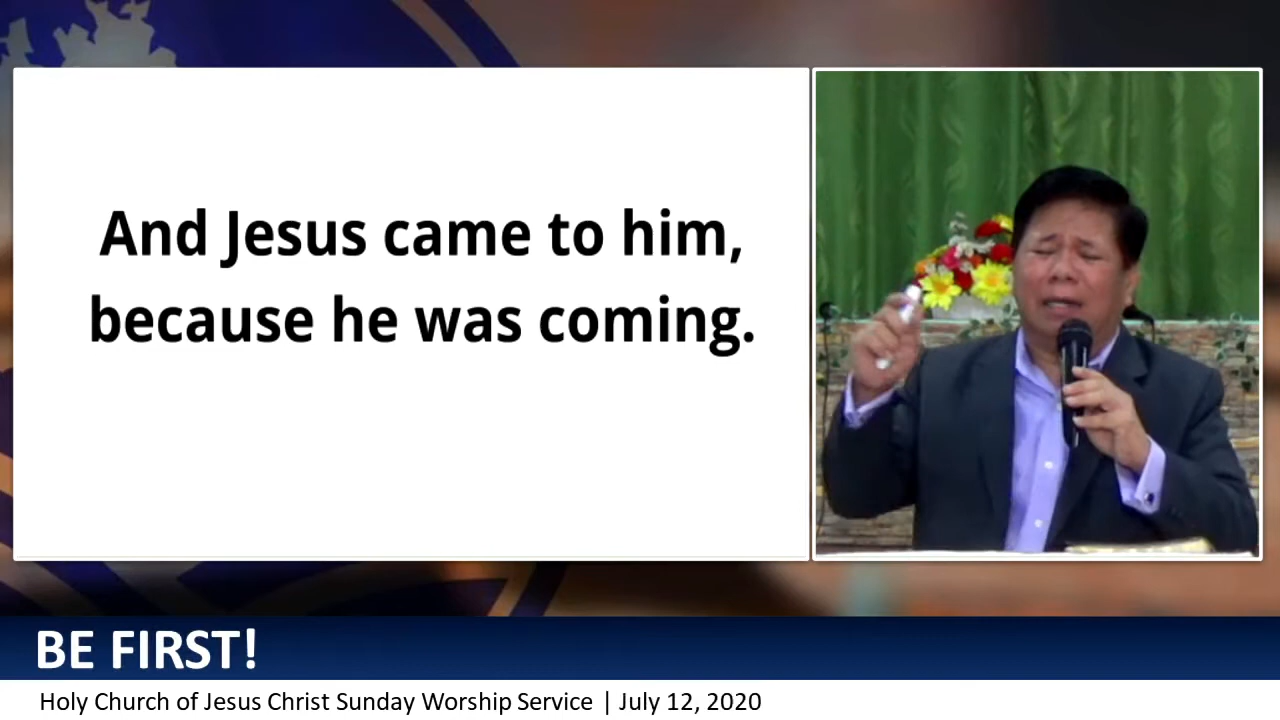 And Jesus came to him,
because he was coming.
BE FIRST!
Holy Church of Jesus Christ Sunday Worship Service | July 12, 2020